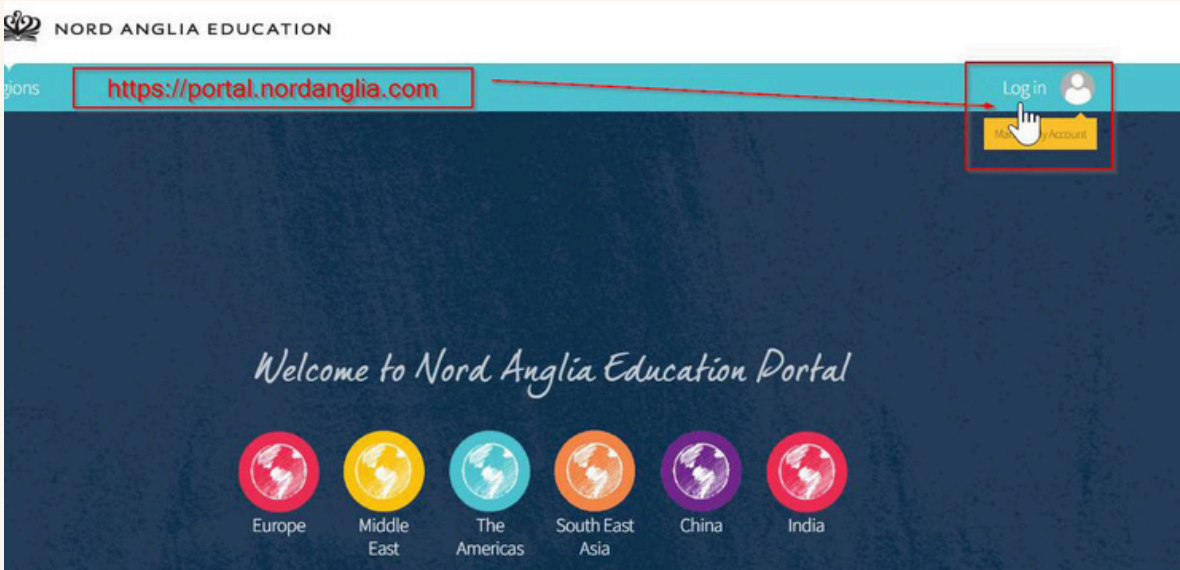 NORD ANGLIA EDUCATION
gions
https://portal.nordanglia.com
Log in
Account
Welcome to Nord Anglia Education Portal
Europe
Middle
East
The
Americas
South East
Asia
China
India